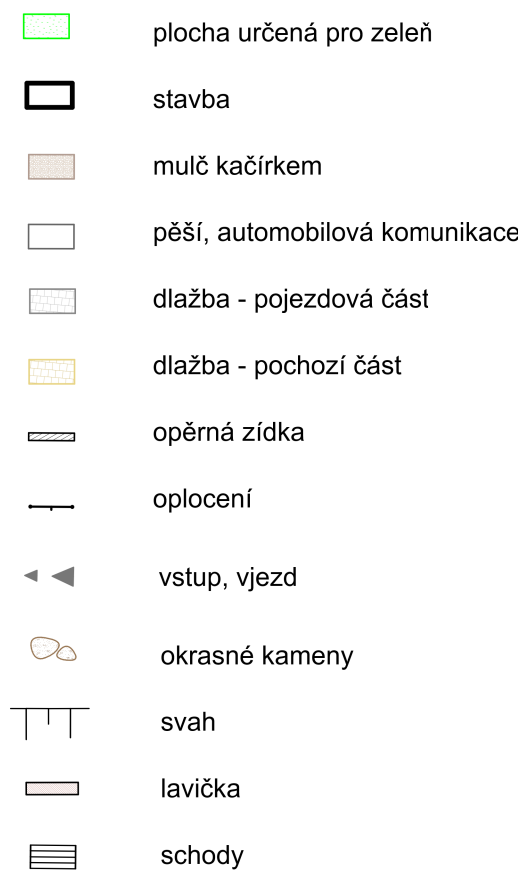 plocha určená pro zeleň
stavba
mulč kačírkem
pěší, automobilová komunikace
dlažba - pojezdová část
dlažba - pochozí část
opěrná zídka
oplocení
vstup, vjezd
okrasné kameny
svah
lavička
schody